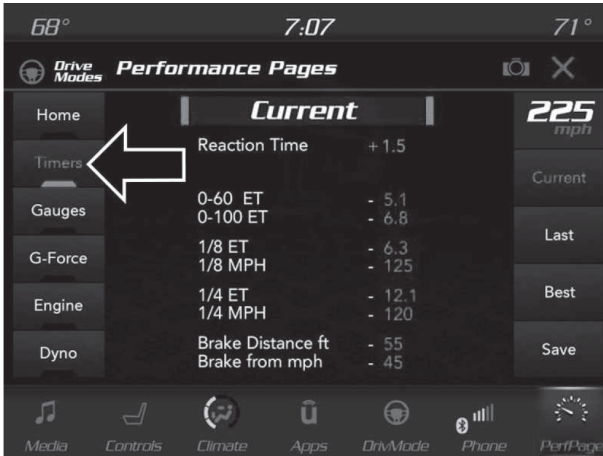 68° 7:07 71°
Drive Modes Performance Pages
Home
Timers
Gauges
G-Force
Engine
Dyno
Current
Reaction Time +1.5
0-60 ET - 5.1
0-100 ET - 6.8
1/8 ET - 6.3
1/8 MPH - 125
1/4 ET - 12.1
1/4 MPH - 120
Brake Distance ft - 55
Brake from mph - 45
225
mph
Current
Last
Best
Save
Media Controls Climate Apps DrivMode Phone PerfPage